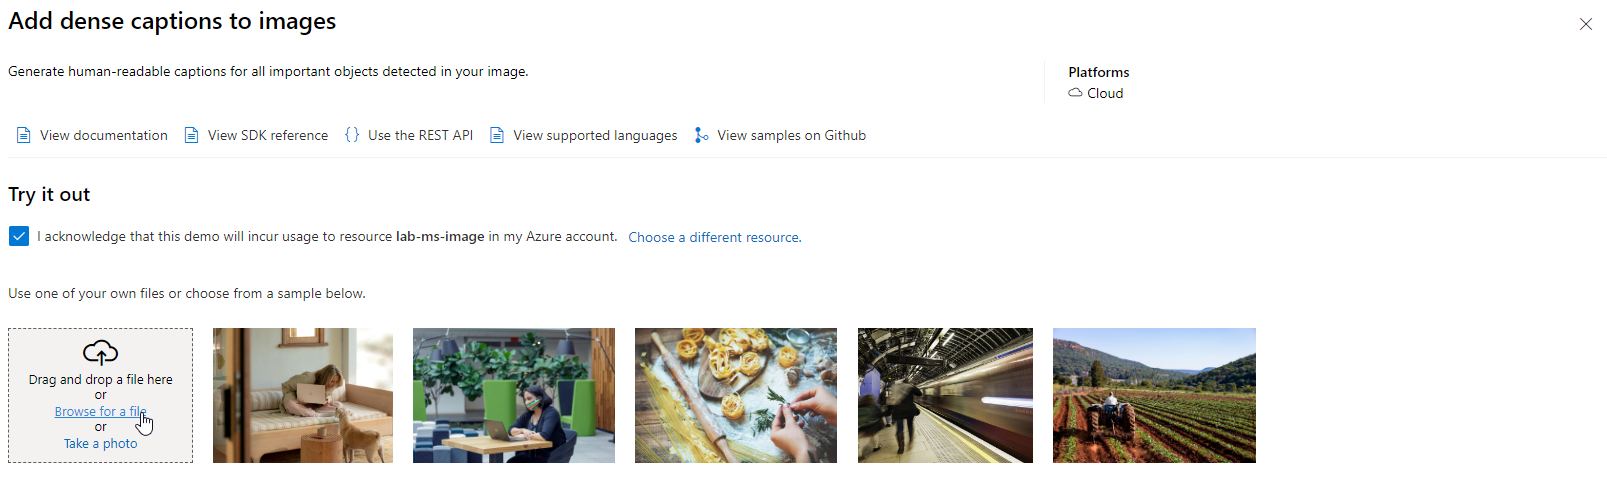 Add dense captions to images
Generate human-readable captions for all important objects detected in your image.
Platforms
Cloud
View documentation View SDK reference Use the REST API View supported languages View samples on Github
Try it out
I acknowledge that this demo will incur usage to resource lab-ms-image in my Azure account. Choose a different resource.
Use one of your own files or choose from a sample below.
Drag and drop a file here
or
Browse for a file
or
Take a photo